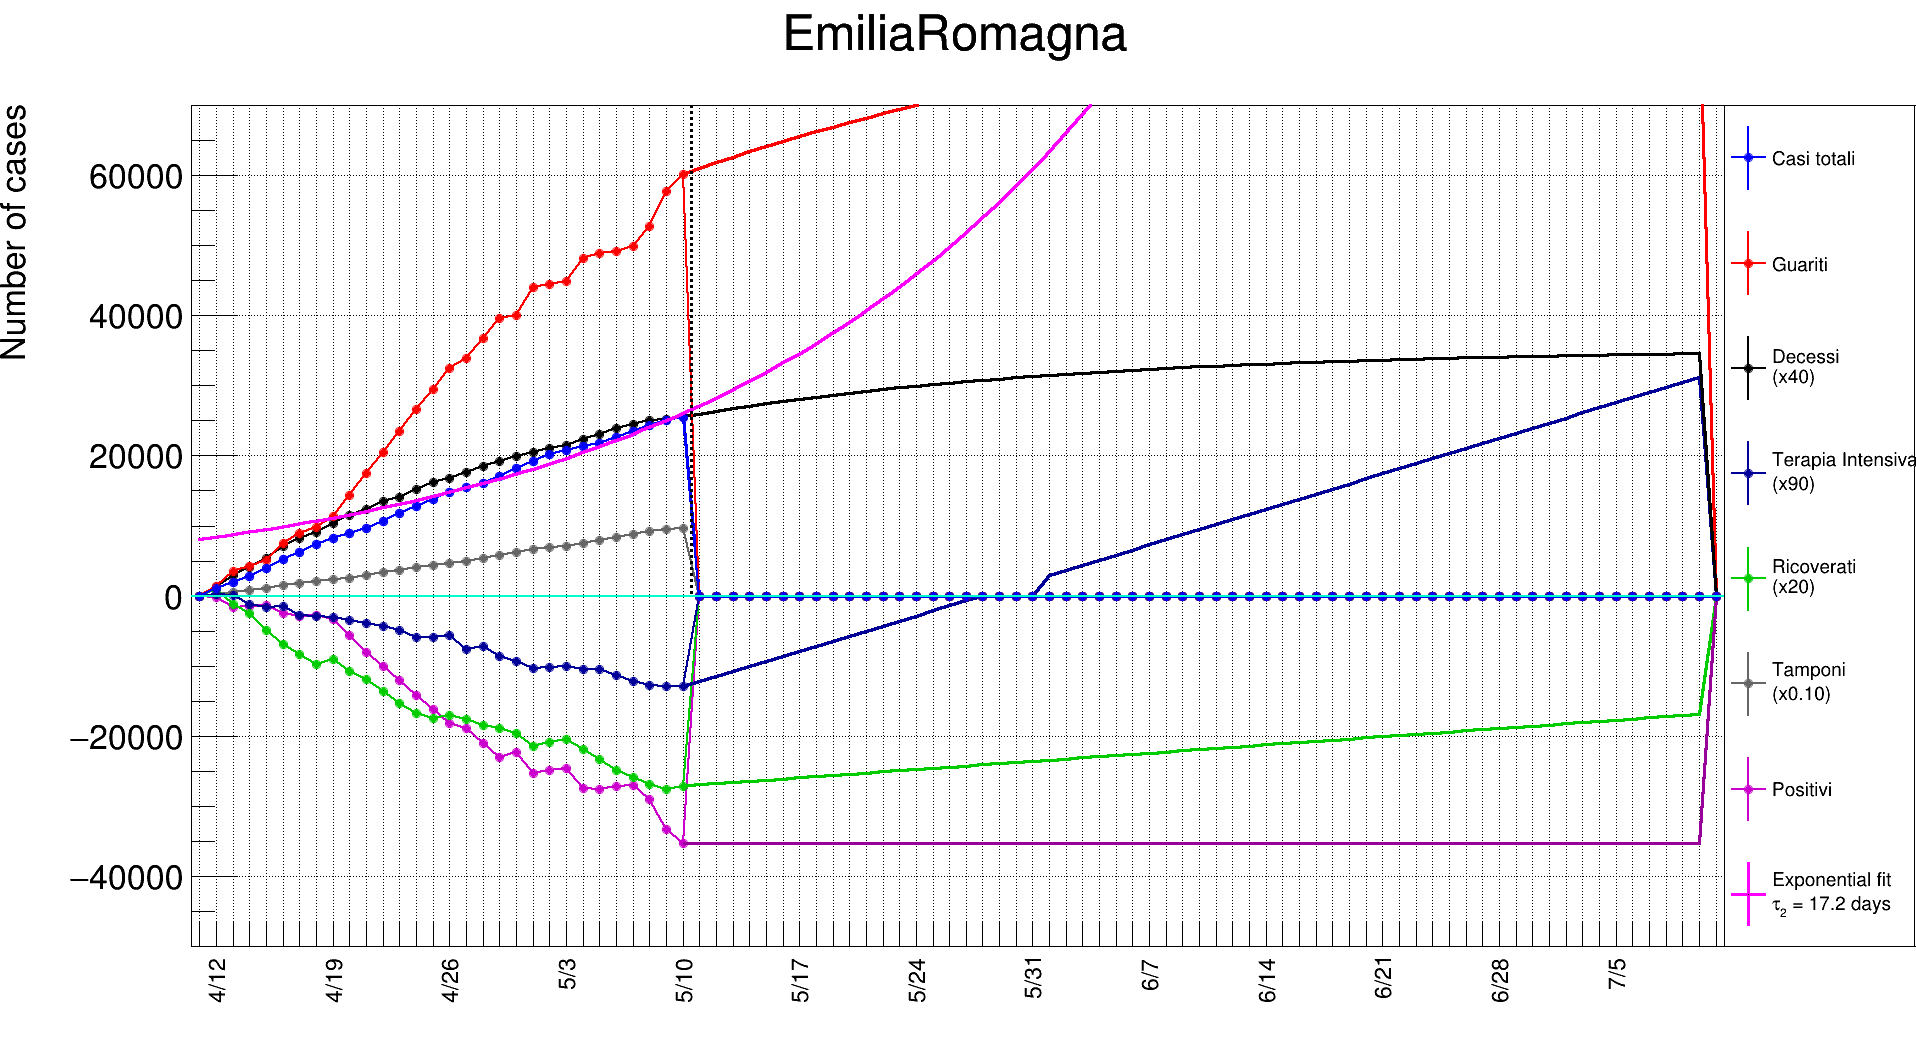 EmiliaRomagna
Number of cases
60000
40000
20000
0
−20000
−40000
4/12
4/19
4/26
5/3
5/10
5/17
5/24
5/31
6/7
6/14
6/21
6/28
7/5
Casi totali
Guariti
Decessi
(x40)
Terapia Intensiva
(x90)
Ricoverati
(x20)
Tamponi
(x0.10)
Positivi
Exponential fit
τ2 = 17.2 days